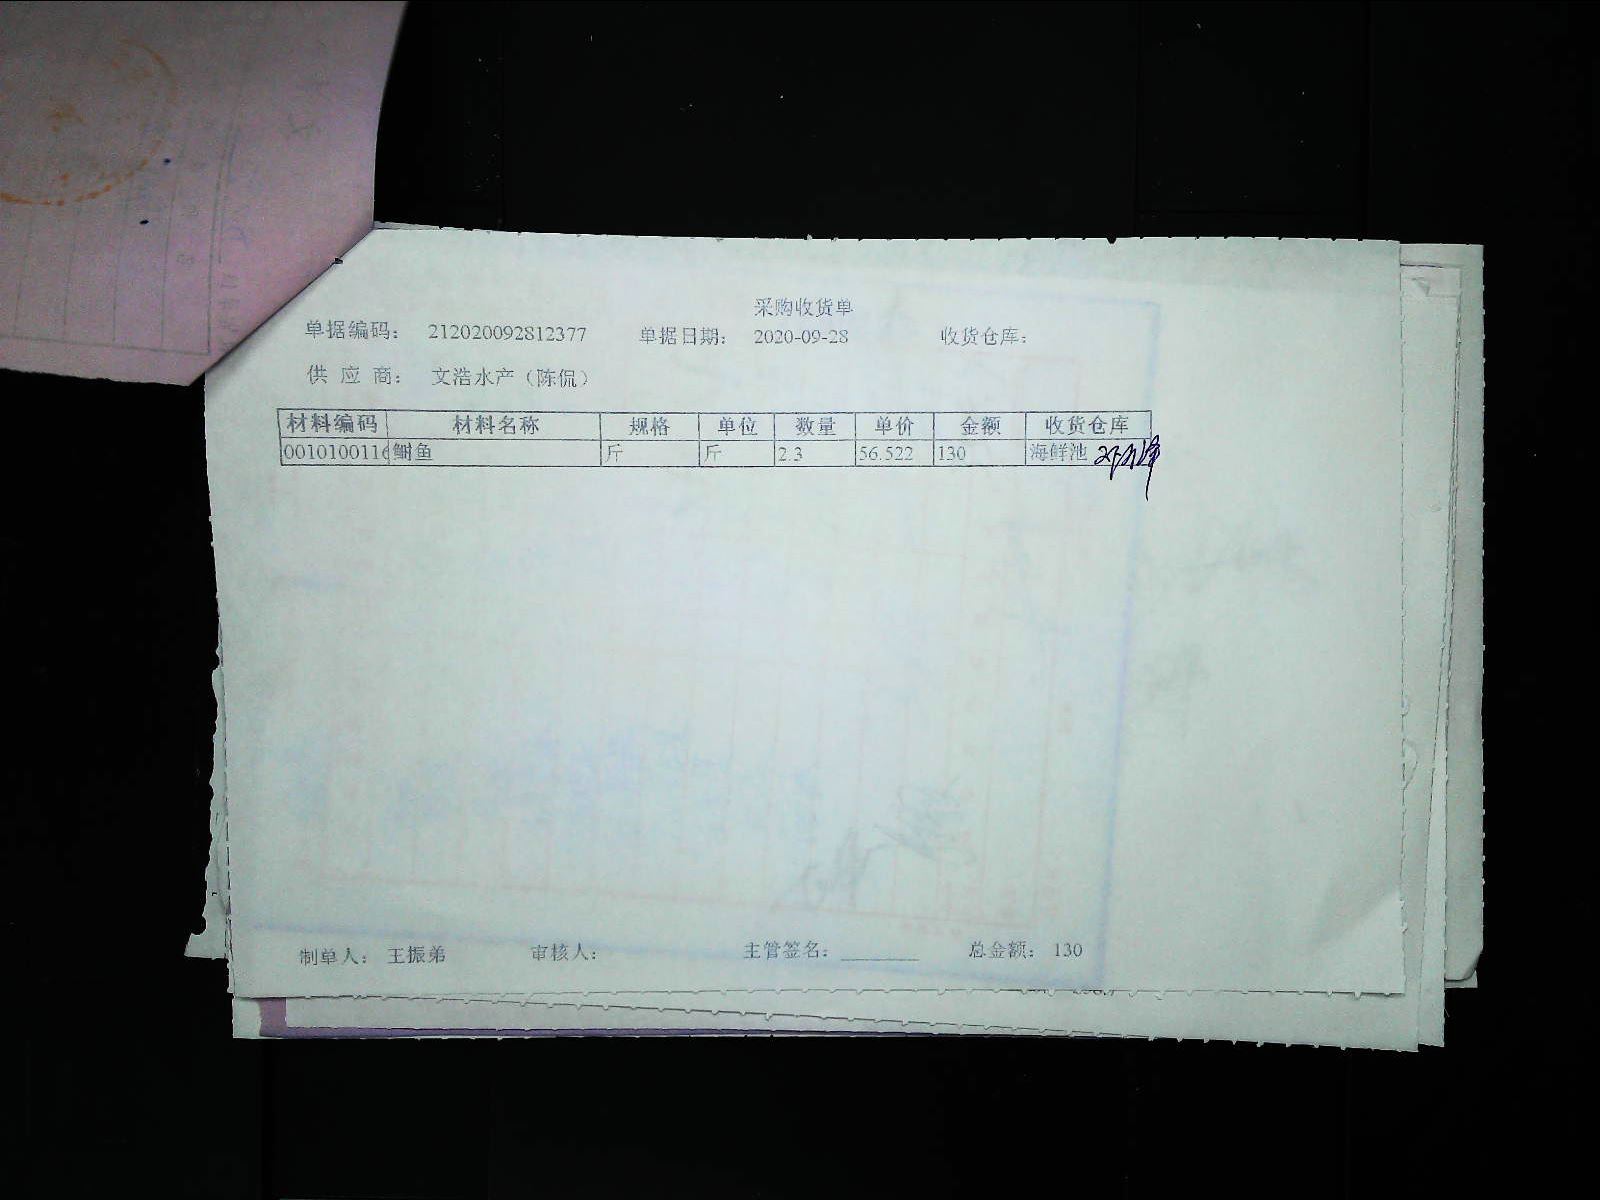 采购收货单
单据编码： 212020092812377 单据日期： 2020-09-28 收货仓库：
供 应 商： 文浩水产（陈侃）
材料编码 材料名称 规格 单位 数量 单价 金额 收货仓库
0010100116 鲥鱼 斤 斤 2.3 56.522 130 海鲜池
制单人： 王振弟 审核人： 主管签名：________ 总金额： 130